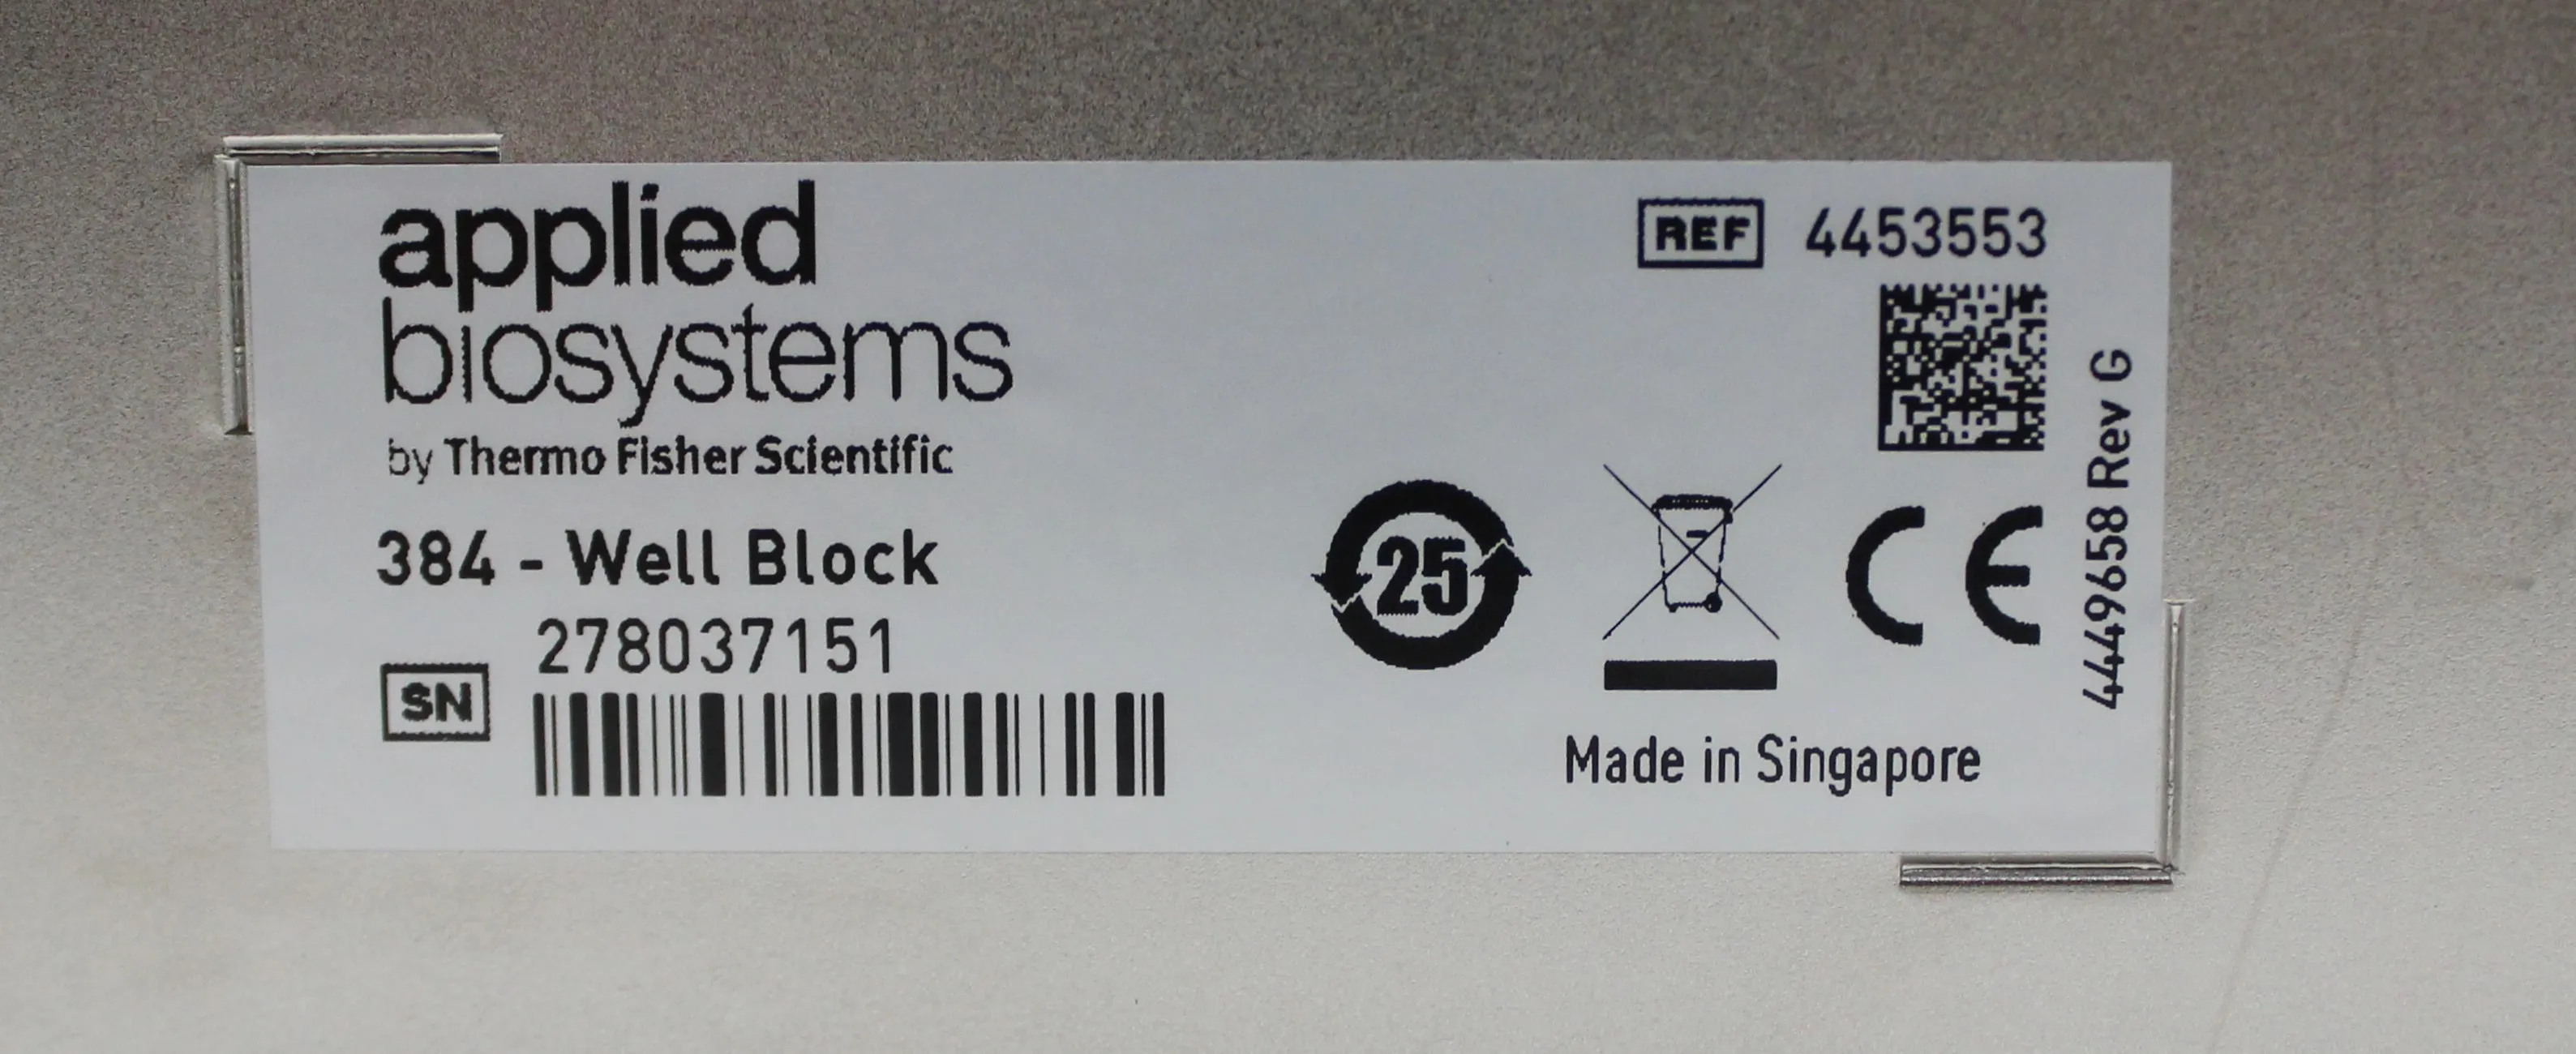 applied
biosystems
by Thermo Fisher Scientific
384 - Well Block
278037151
SN
REF 4453553
25
CE
Made in Singapore
4449658 Rev G